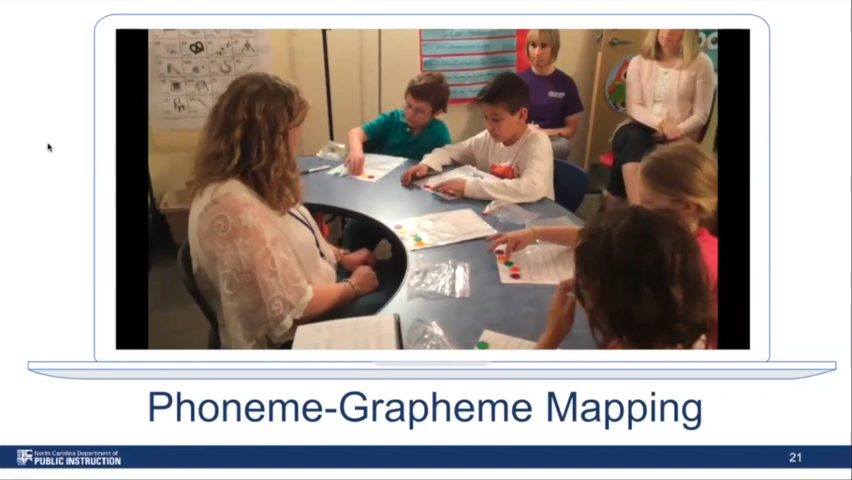 Phoneme-Grapheme Mapping
North Carolina Department of
PUBLIC INSTRUCTION
21